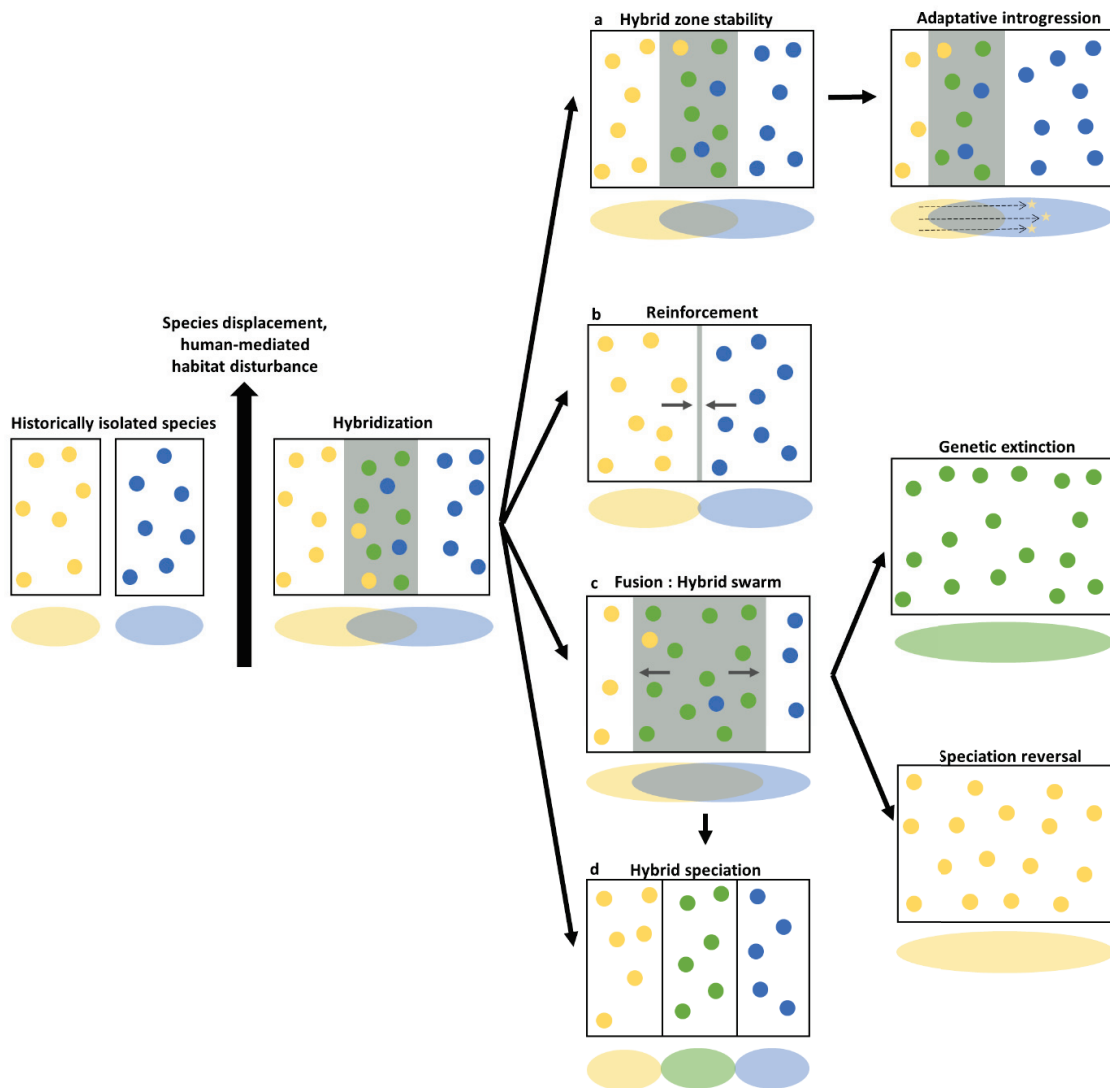 a Hybrid zone stability
Adaptative introgression
b Reinforcement
Species displacement,
human-mediated
habitat disturbance
Historically isolated species
Hybridization
Genetic extinction
c Fusion : Hybrid swarm
Speciation reversal
d Hybrid speciation